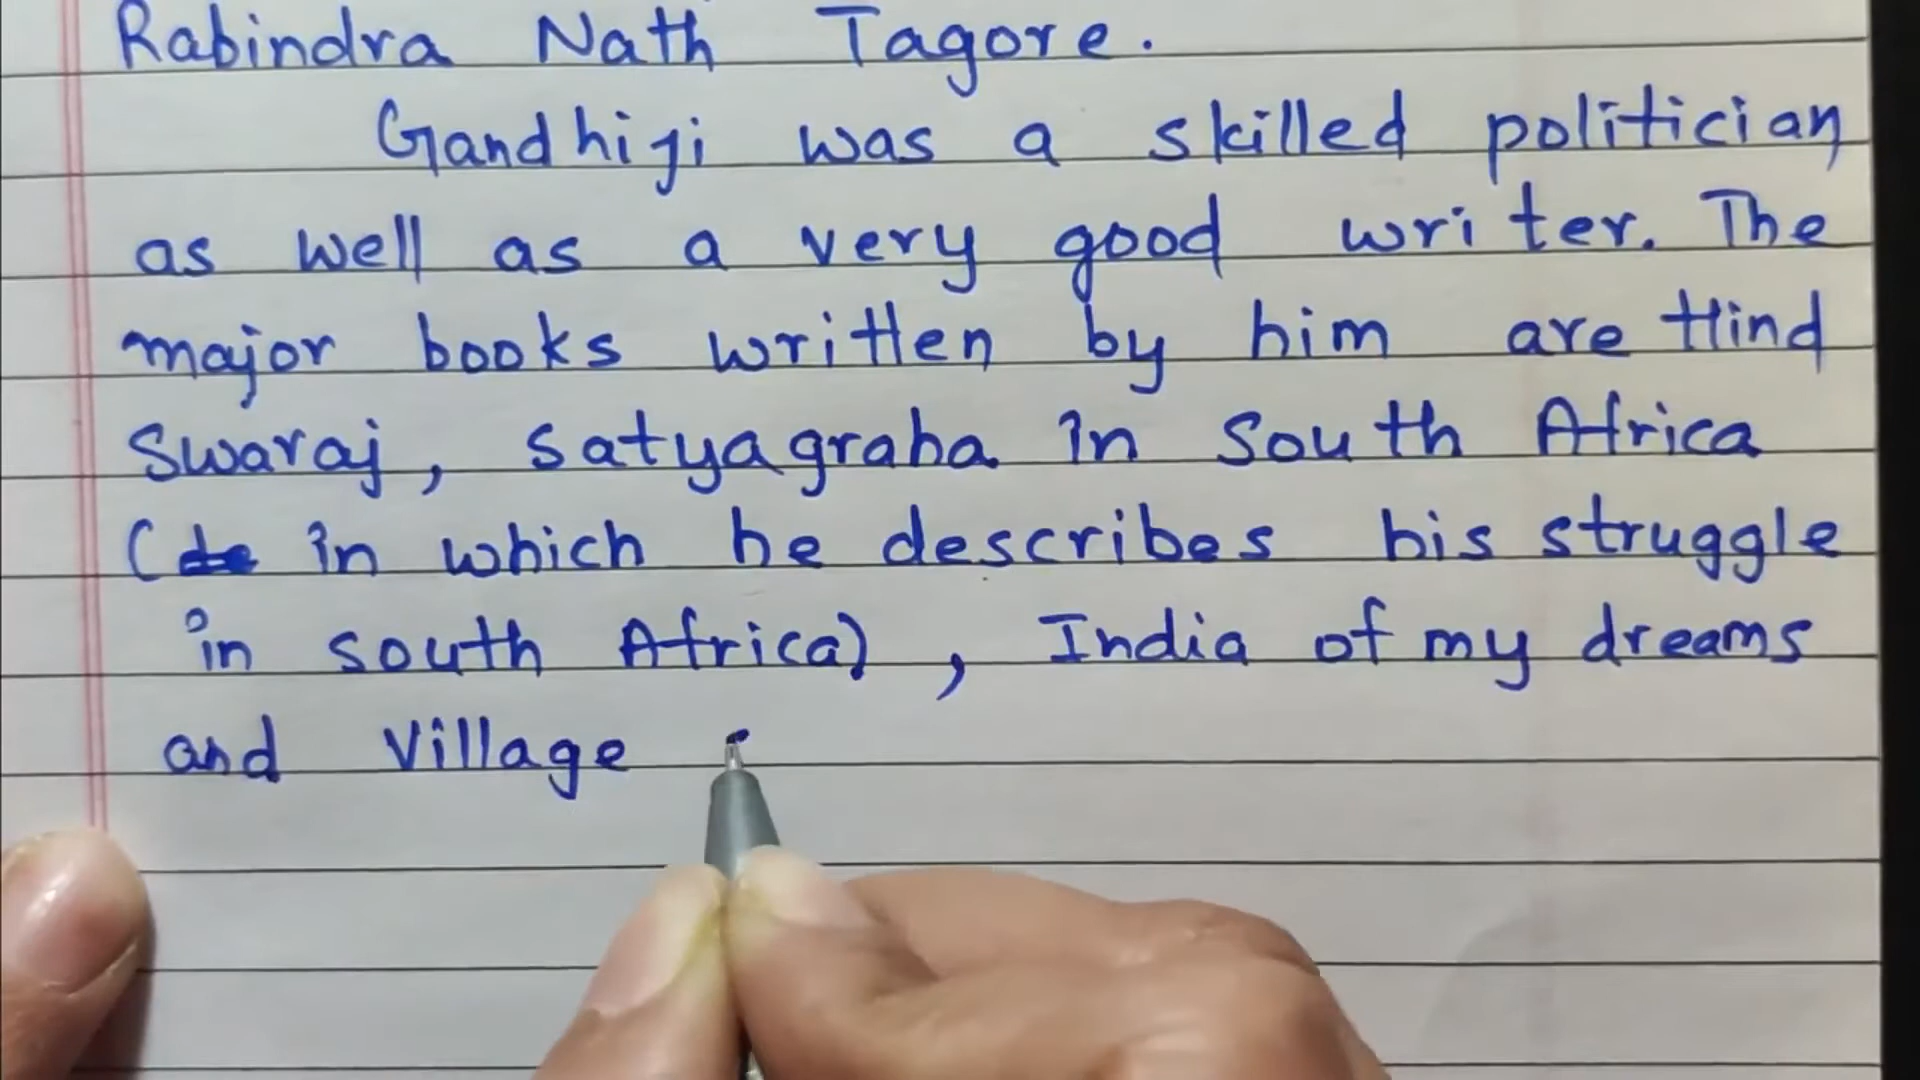 Rabindra Nath Tagore.
Gandhiji was a skilled politician
as well as a very good writer. The
major books written by him are Hind
Swaraj, satyagraha in South Africa
( in which he describes his struggle
in south Africa) , India of my dreams
and Village